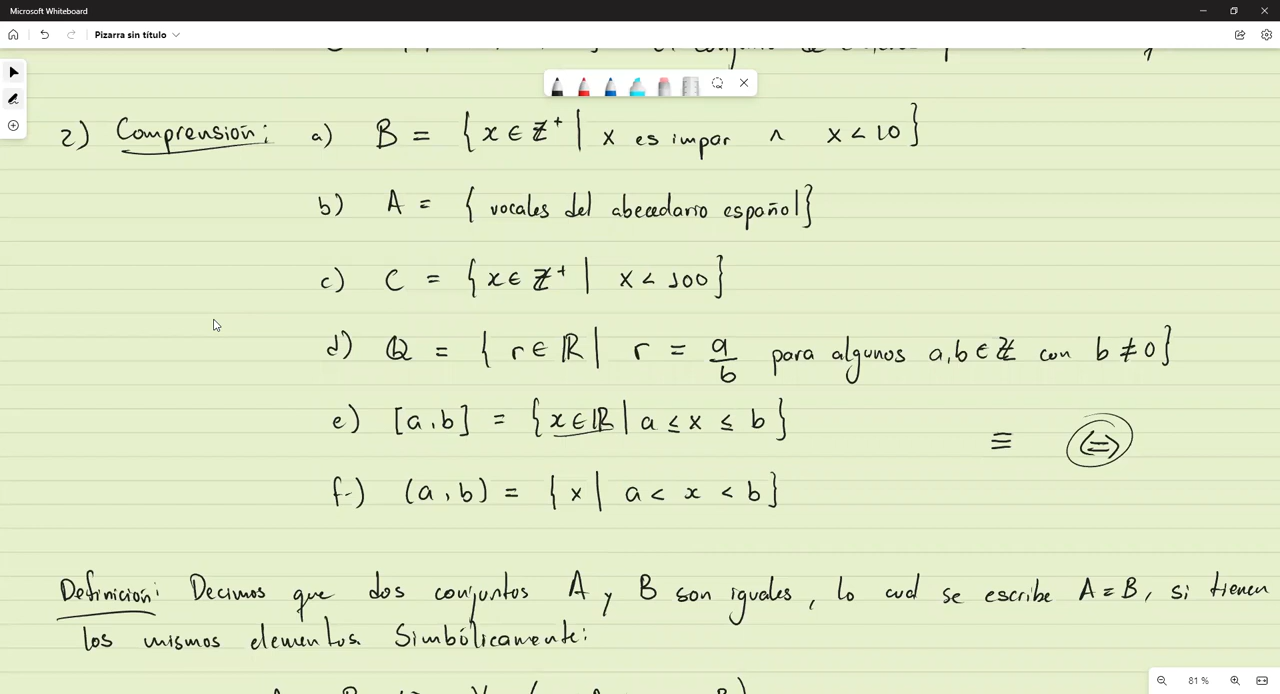 Microsoft Whiteboard
Pizarra sin título
2) Comprensión: a) B = {x ∈ ℤ⁺ | x es impar ∧ x < 10}
b) A = {vocales del abecedario español}
c) C = {x ∈ ℤ⁺ | x < 100}
d) ℚ = {r ∈ ℝ | r = a/b para algunos a,b ∈ ℤ con b ≠ 0}
e) [a,b] = {x ∈ ℝ | a ≤ x ≤ b}
≡ ⇔
f-) (a,b) = {x | a < x < b}
Definición: Decimos que dos conjuntos A y B son iguales, lo cual se escribe A = B, si tienen
los mismos elementos. Simbólicamente:
81 %